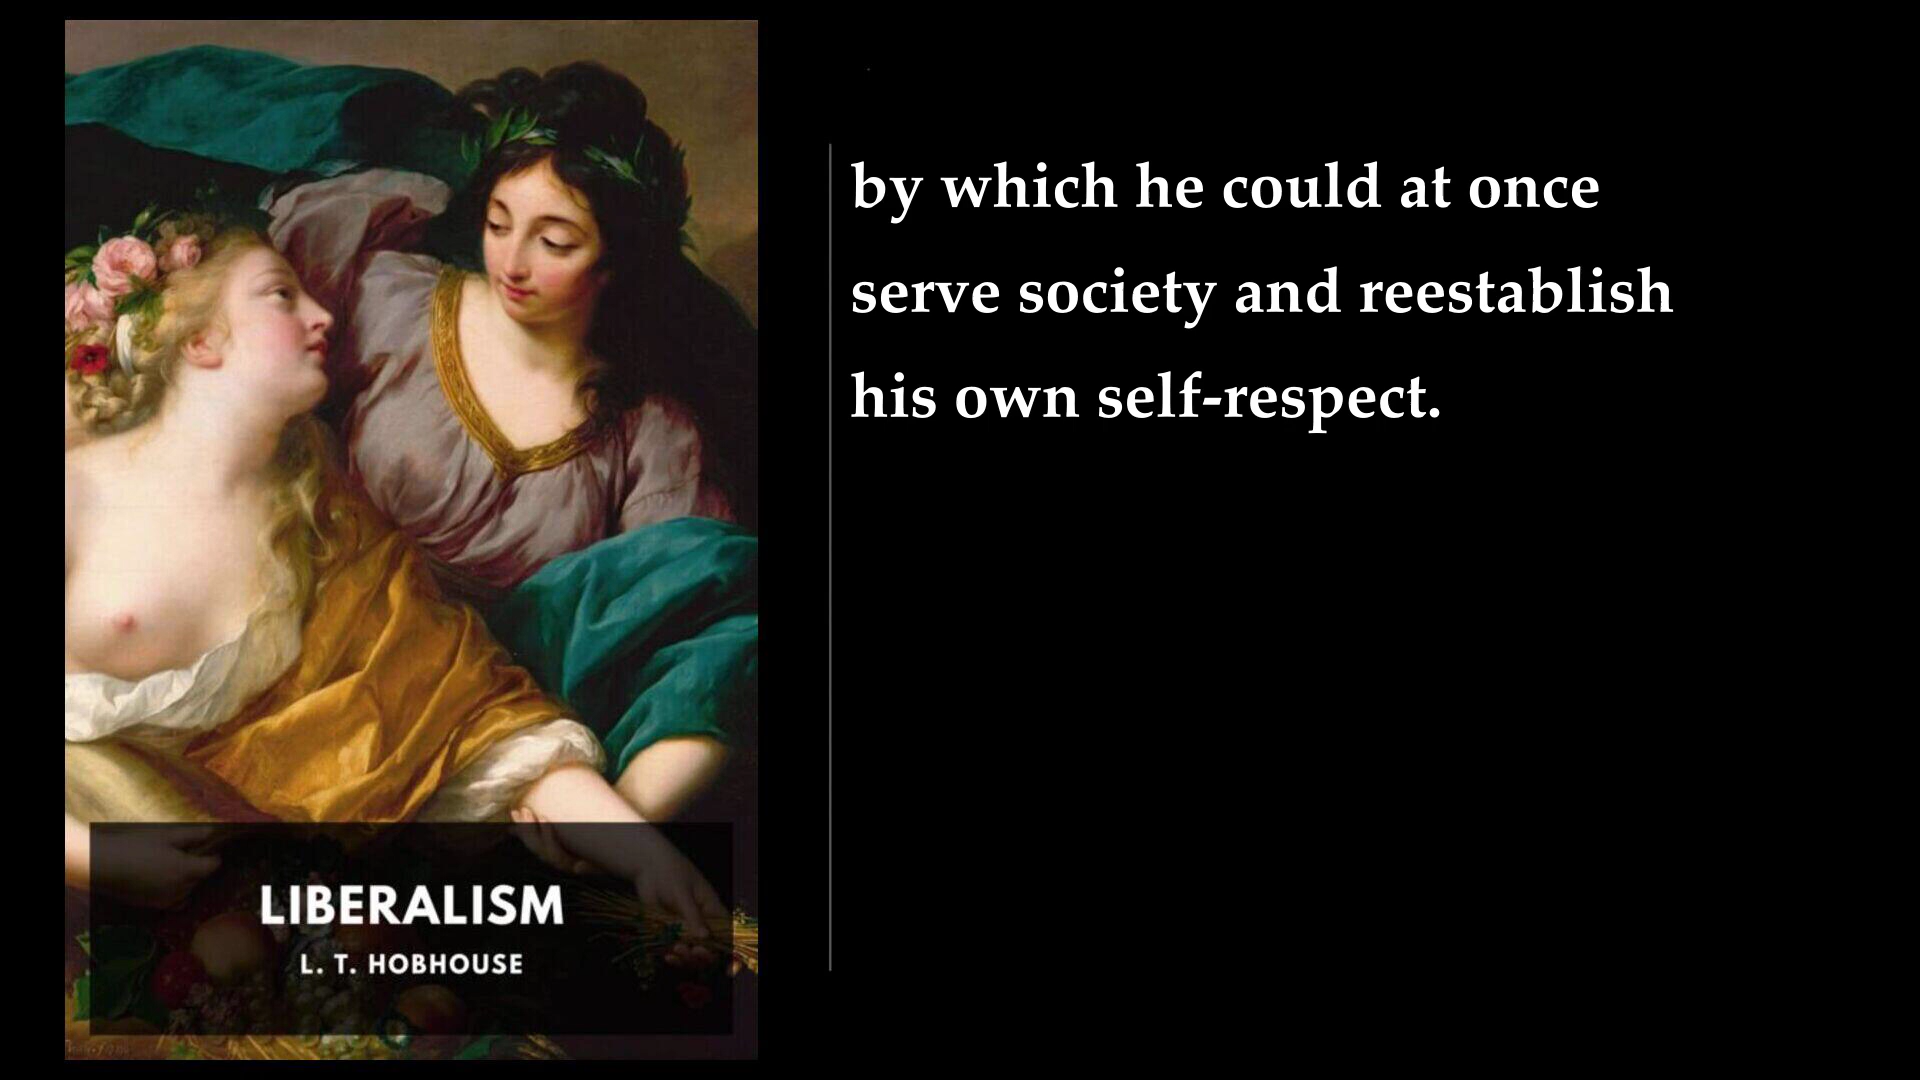 by which he could at once
serve society and reestablish
his own self-respect.
LIBERALISM
L. T. HOBHOUSE